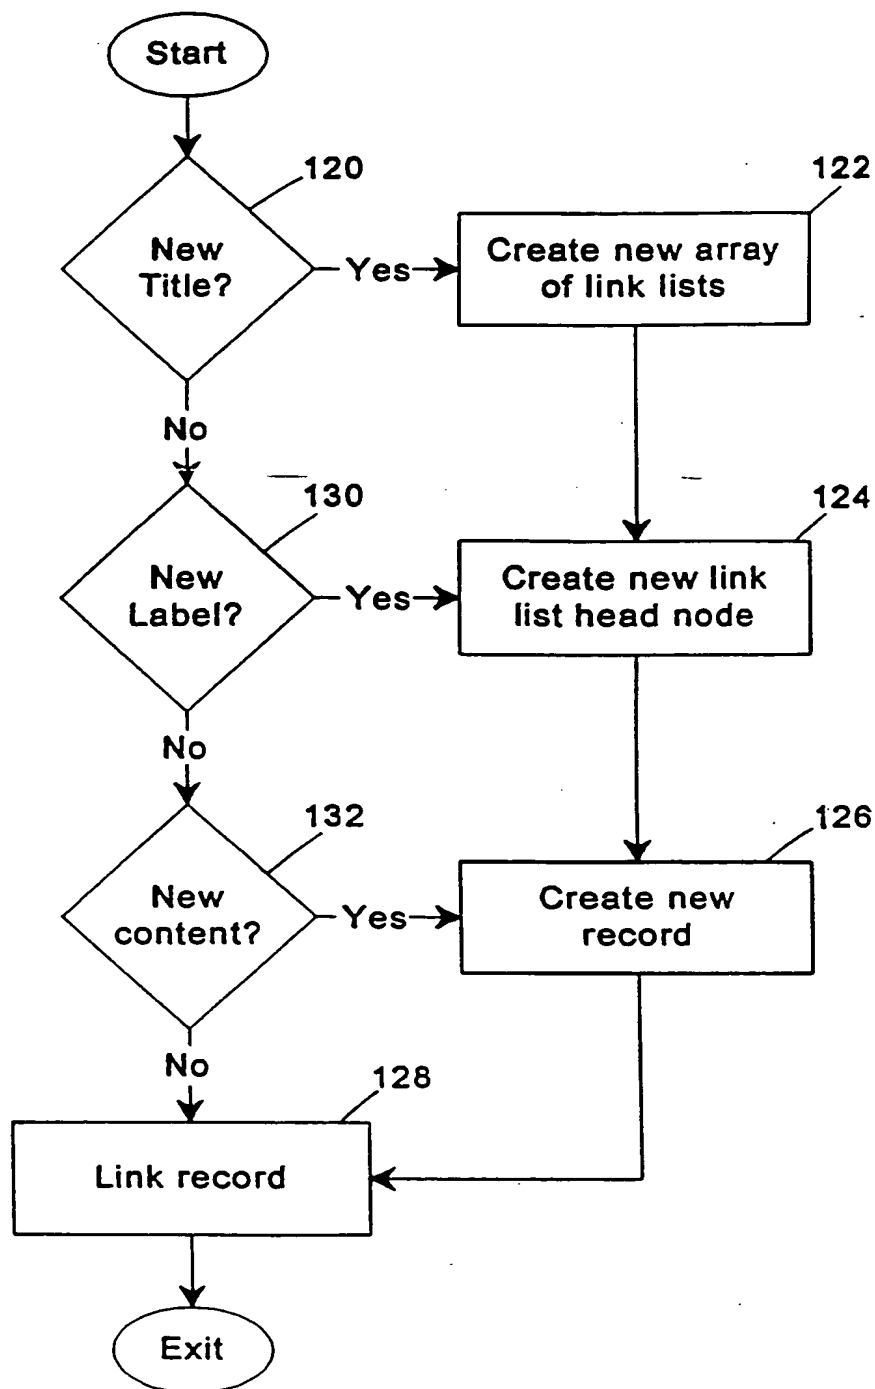 Start
120
122
New
Title?
Yes
Create new array
of link lists
No
130
124
New
Label?
Yes
Create new link
list head node
No
132
126
New
content?
Yes
Create new
record
No
128
Link record
Exit